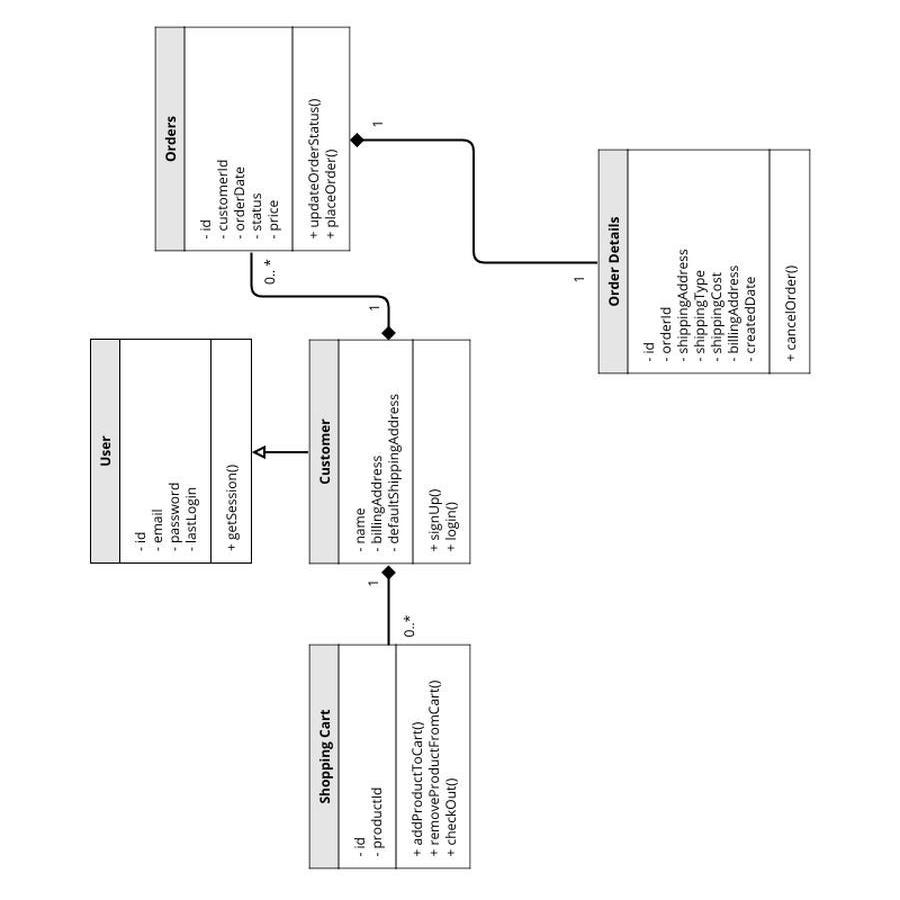 User
- id
- email
- password
- lastLogin
+ getSession()
Orders
- id
- customerId
- orderDate
- status
- price
+ updateOrderStatus()
+ placeOrder()
0.. *
1
1
Shopping Cart
- id
- productId
+ addProductToCart()
+ removeProductFromCart()
+ checkOut()
1
0..*
Customer
- name
- billingAddress
- defaultShippingAddress
+ signUp()
+ login()
1
Order Details
- id
- orderId
- shippingAddress
- shippingType
- shippingCost
- billingAddress
- createdDate
+ cancelOrder()